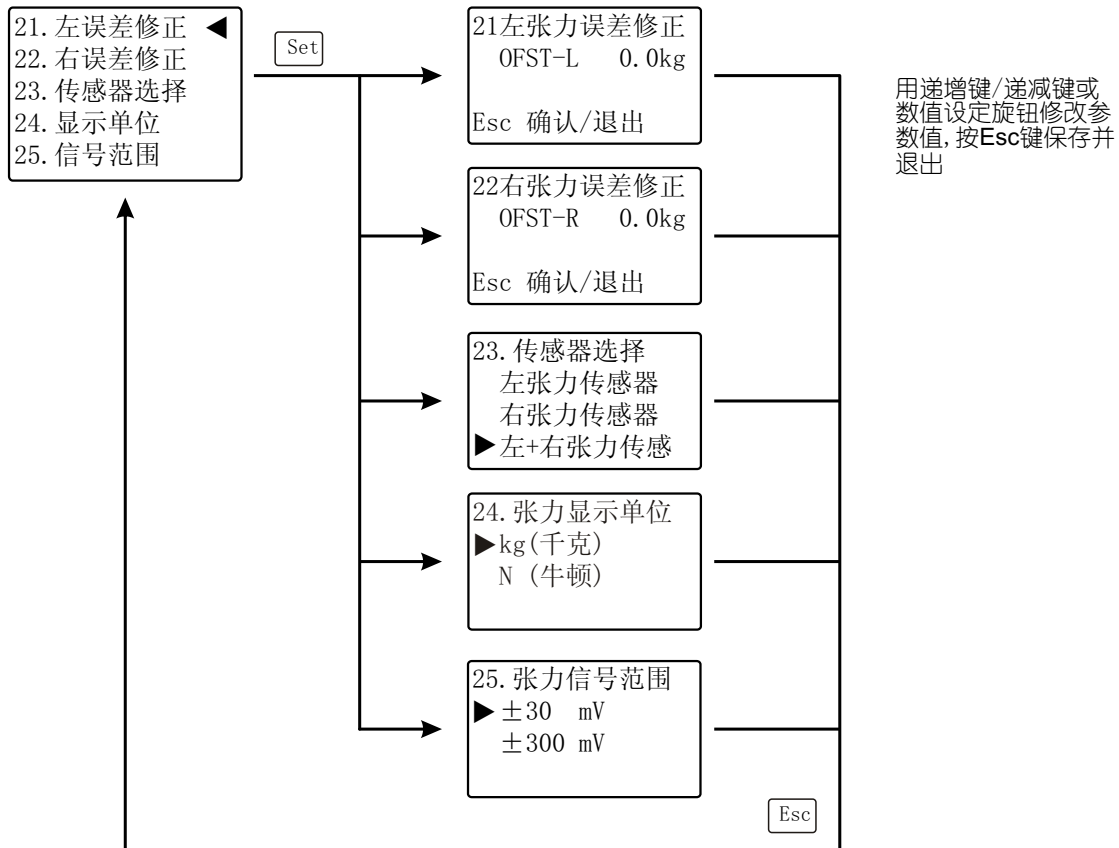 21.左误差修正 ◀
22.右误差修正
23.传感器选择
24.显示单位
25.信号范围
Set
21左张力误差修正
OFST-L 0.0kg
Esc 确认/退出
22右张力误差修正
OFST-R 0.0kg
Esc 确认/退出
23.传感器选择
左张力传感器
右张力传感器
▶左+右张力传感
24.张力显示单位
▶kg(千克)
N (牛顿)
25.张力信号范围
▶±30 mV
±300 mV
Esc
用递增键/递减键或
数值设定旋钮修改参
数值,按Esc键保存并
退出